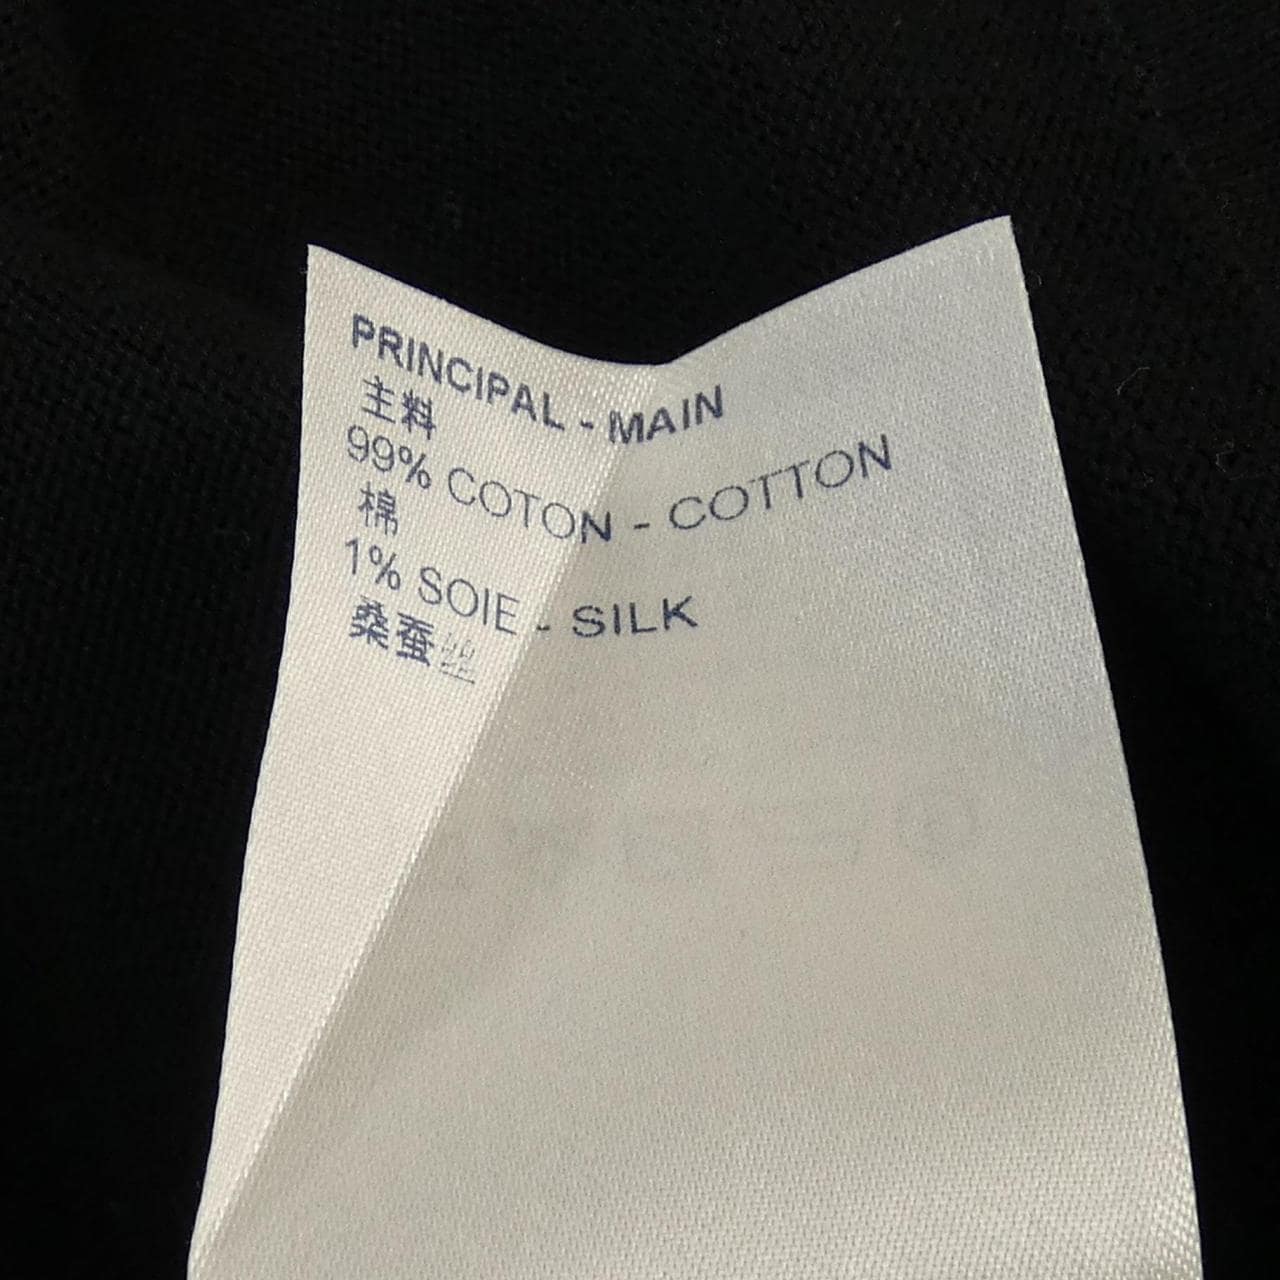 PRINCIPAL - MAIN
主料
99% COTON - COTTON
棉
1% SOIE - SILK
桑蚕丝